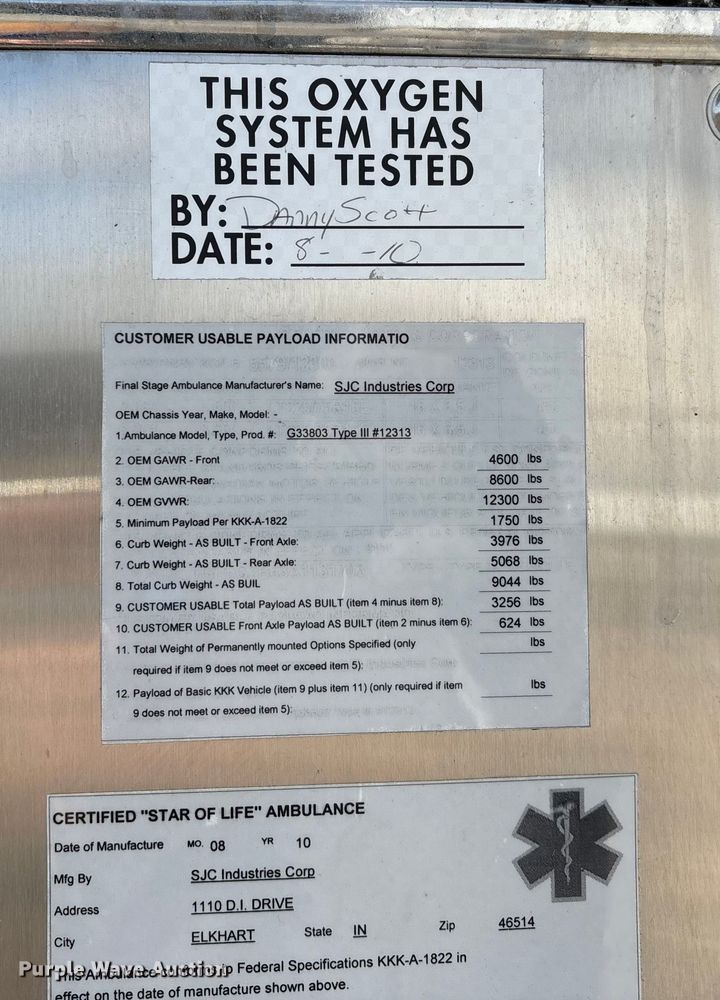 THIS OXYGEN
SYSTEM HAS
BEEN TESTED
BY: Danny Scott
DATE: 8- -10
CUSTOMER USABLE PAYLOAD INFORMATIO
Final Stage Ambulance Manufacturer's Name: SJC Industries Corp
OEM Chassis Year, Make, Model: -
1.Ambulance Model, Type, Prod. #: G33803 Type III #12313
2. OEM GAWR - Front 4600 lbs
3. OEM GAWR-Rear: 8600 lbs
4. OEM GVWR: 12300 lbs
5. Minimum Payload Per KKK-A-1822 1750 lbs
6. Curb Weight - AS BUILT - Front Axle: 3976 lbs
7. Curb Weight - AS BUILT - Rear Axle: 5068 lbs
8. Total Curb Weight - AS BUIL 9044 lbs
9. CUSTOMER USABLE Total Payload AS BUILT (item 4 minus item 8): 3256 lbs
10. CUSTOMER USABLE Front Axle Payload AS BUILT (item 2 minus item 6): 624 lbs
11. Total Weight of Permanently mounted Options Specified (only lbs
required if item 9 does not meet or exceed item 5):
12. Payload of Basic KKK Vehicle (item 9 plus item 11) (only required if item lbs
9 does not meet or exceed item 5):
CERTIFIED "STAR OF LIFE" AMBULANCE
Date of Manufacture MO. 08 YR 10
Mfg By SJC Industries Corp
Address 1110 D.I. DRIVE
City ELKHART State IN Zip 46514
This Ambulance Federal Specifications KKK-A-1822 in
effect on the date of manufacture shown above.
Purple Wave Auction